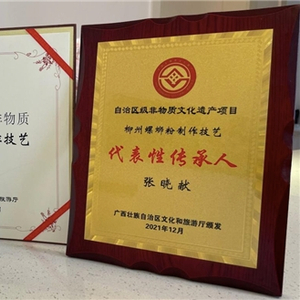 非物质
作技艺
游厅
月
自治区级非物质文化遗产项目
柳州螺蛳粉制作技艺
代表性传承人
张晓献
广西壮族自治区文化和旅游厅颁发
2021年12月